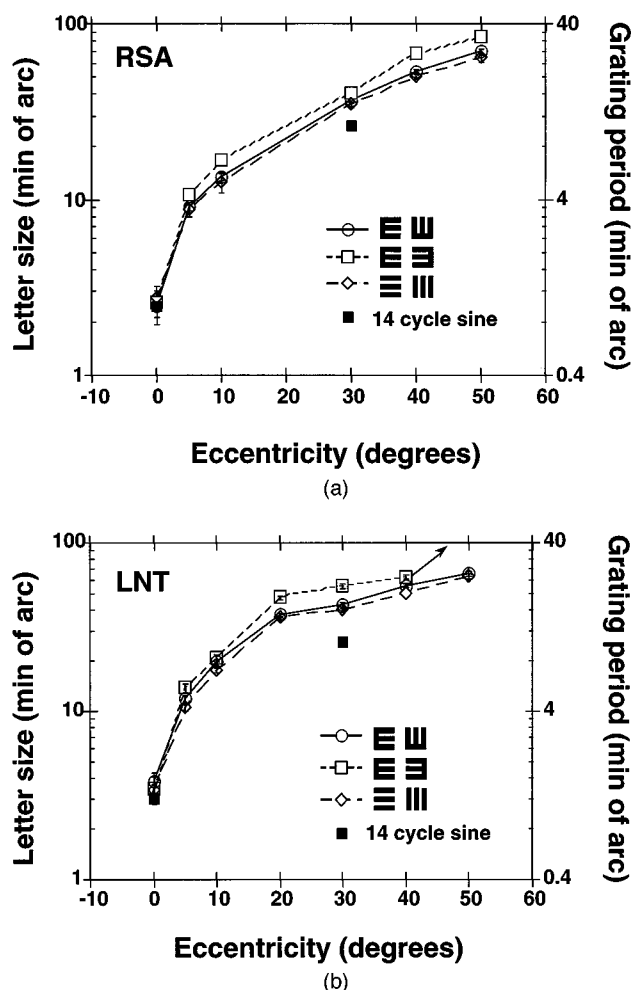 RSA
Letter size (min of arc)
100
10
1
Grating period (min of arc)
40
4
0.4
14 cycle sine
-10 0 10 20 30 40 50 60
Eccentricity (degrees)
(a)
LNT
Letter size (min of arc)
100
10
1
Grating period (min of arc)
40
4
0.4
14 cycle sine
-10 0 10 20 30 40 50 60
Eccentricity (degrees)
(b)